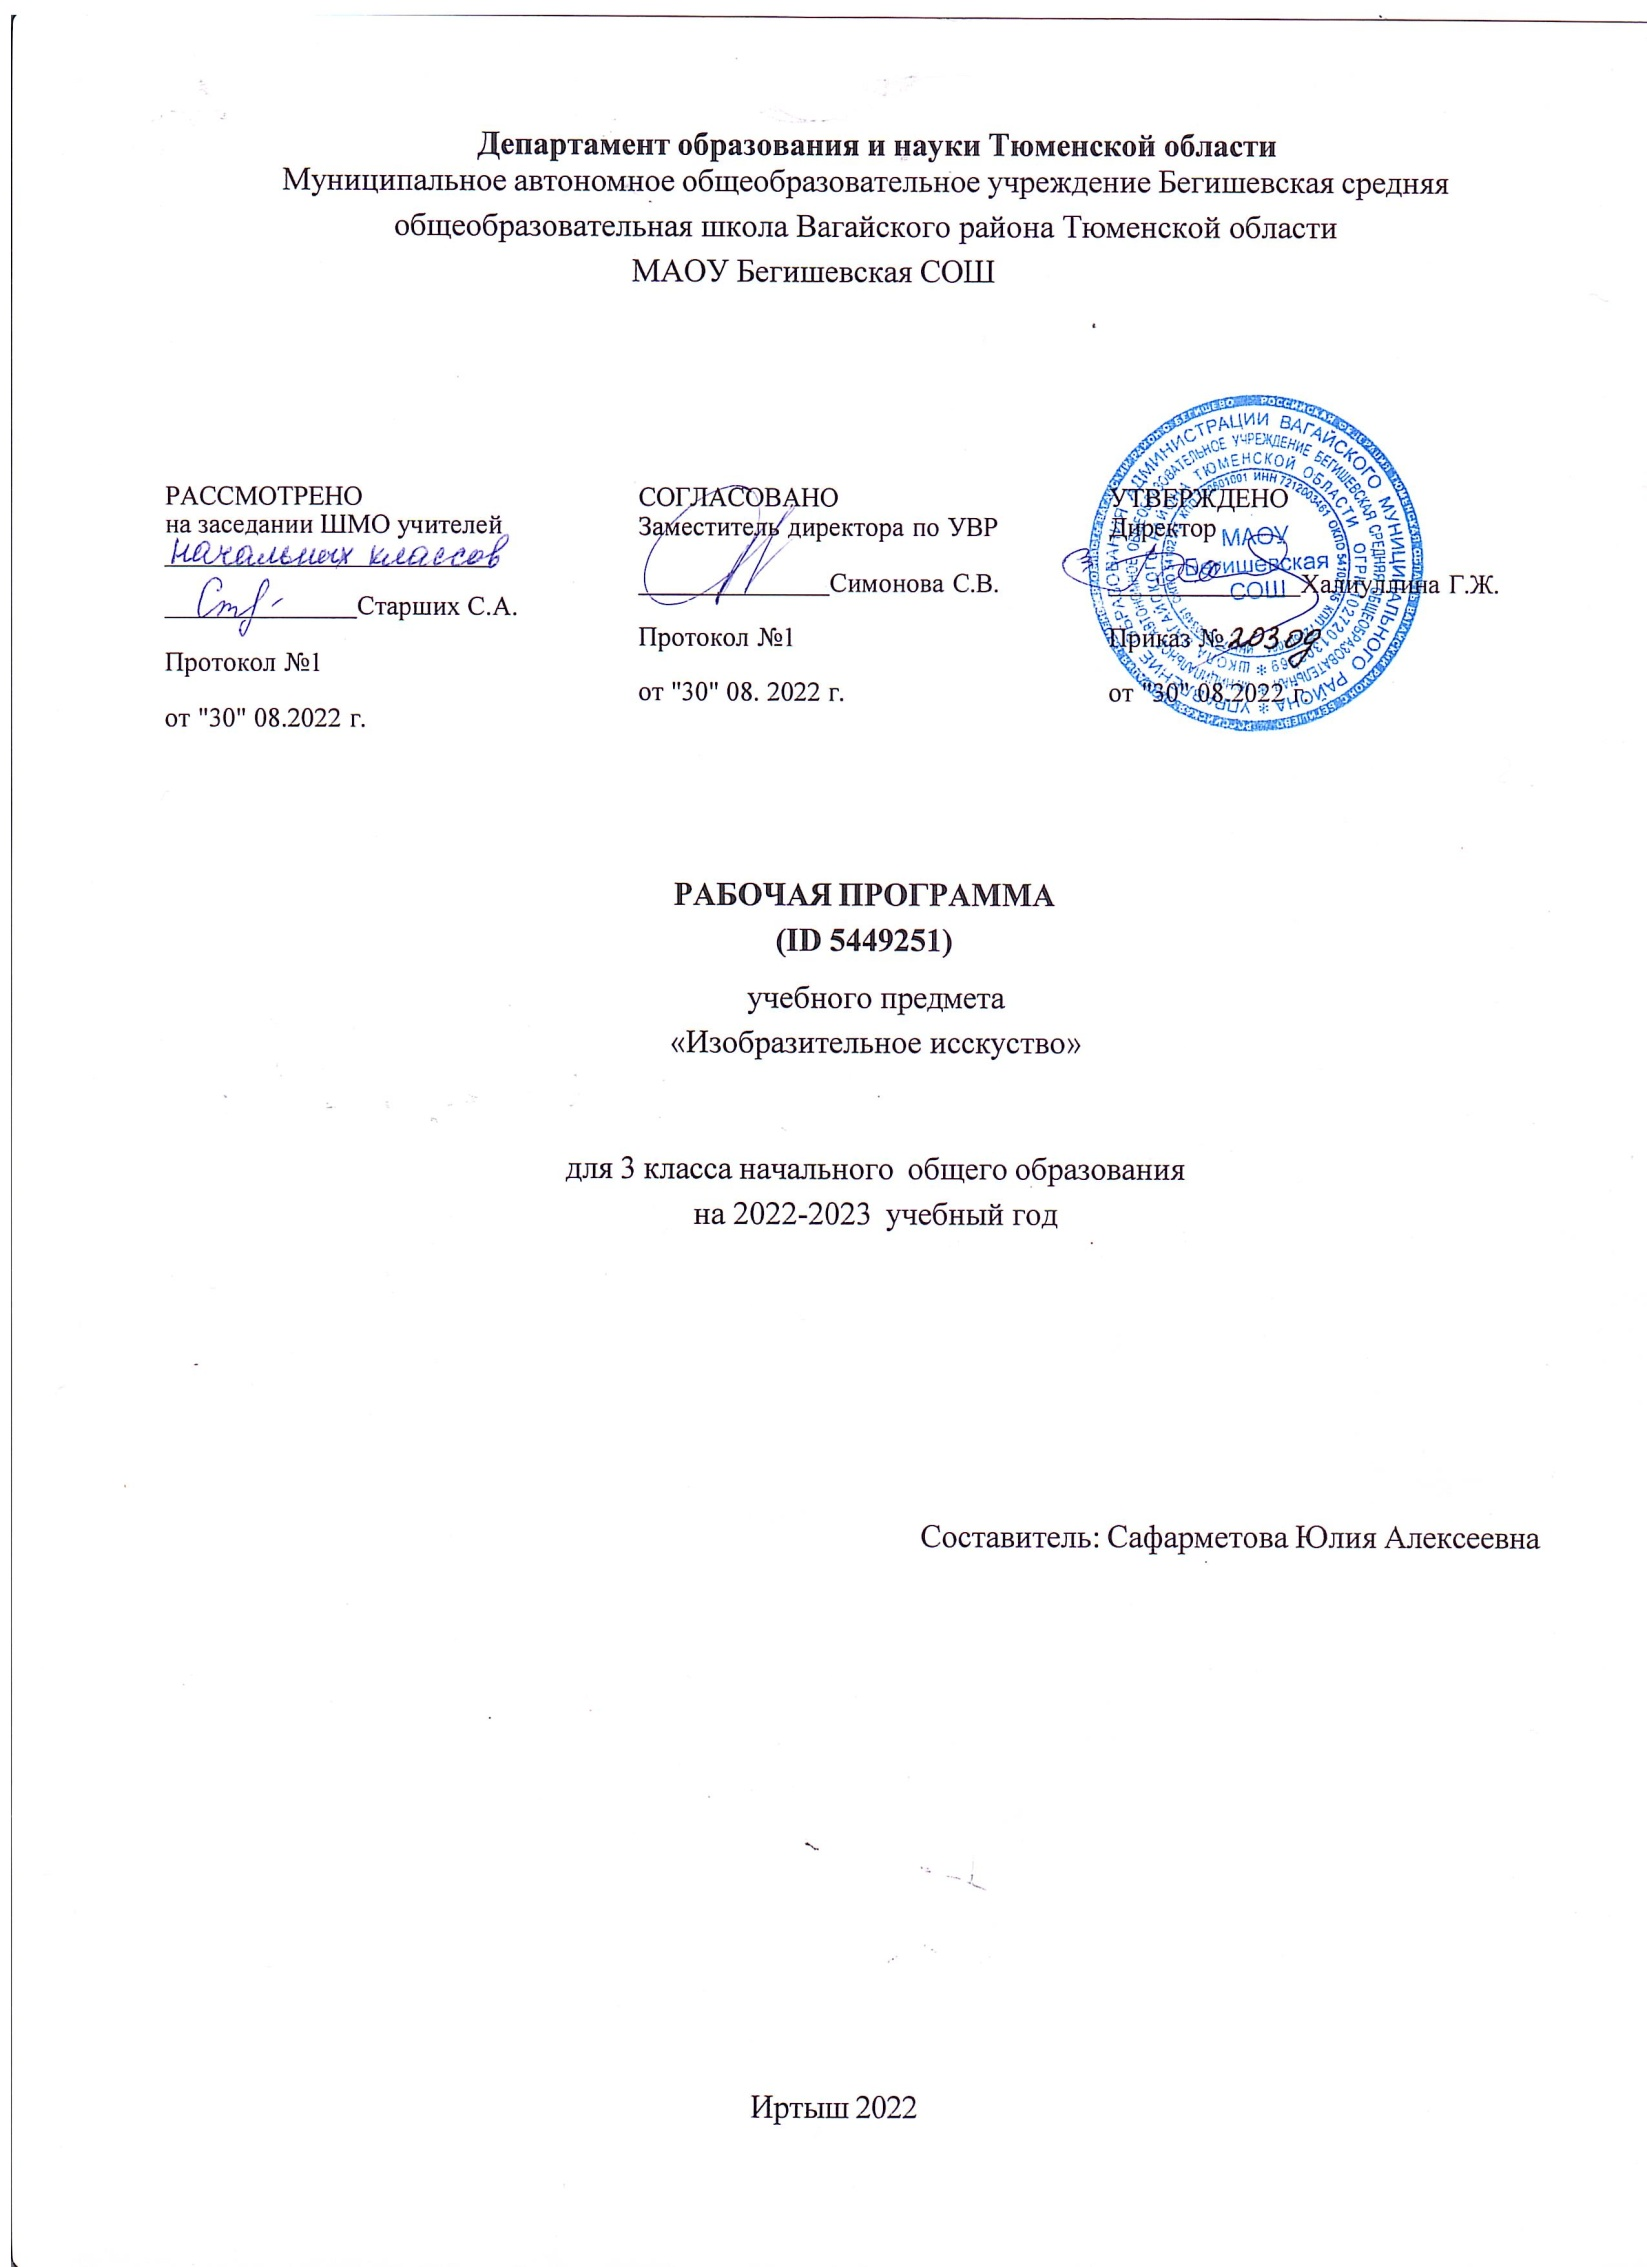 Департамент образования и науки Тюменской области
Муниципальное автономное общеобразовательное учреждение Бегишевская средняя
общеобразовательная школа Вагайского района Тюменской области
МАОУ Бегишевская СОШ
РАССМОТРЕНО
на заседании ШМО учителей
начальных классов
Старших С.А.
Протокол №1
от "30" 08.2022 г.
СОГЛАСОВАНО
Заместитель директора по УВР
Симонова С.В.
Протокол №1
от "30" 08. 2022 г.
УТВЕРЖДЕНО
Директор
Халиуллина Г.Ж.
Приказ № 203 од
от "30" 08.2022 г.
МАОУ
Бегишевская
СОШ
РАБОЧАЯ ПРОГРАММА
(ID 5449251)
учебного предмета
«Изобразительное исскуство»
для 3 класса начального общего образования
на 2022-2023 учебный год
Составитель: Сафарметова Юлия Алексеевна
Иртыш 2022